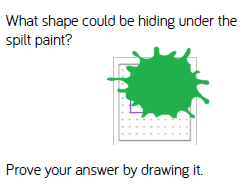 What shape could be hiding under the
spilt paint?
Prove your answer by drawing it.